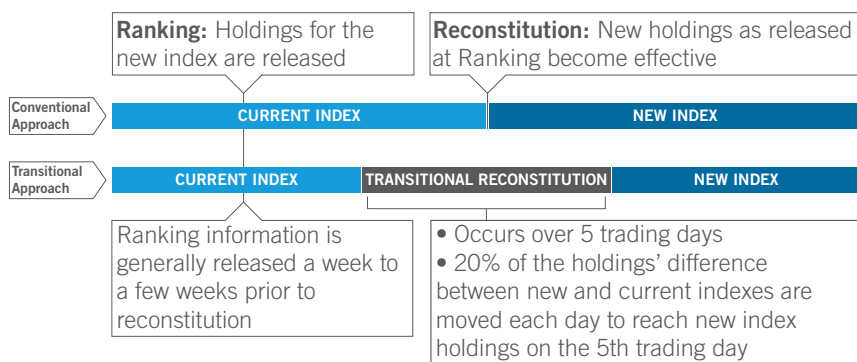 Ranking: Holdings for the
new index are released
Reconstitution: New holdings as released
at Ranking become effective
Conventional
Approach
CURRENT INDEX
NEW INDEX
Transitional
Approach
CURRENT INDEX
TRANSITIONAL RECONSTITUTION
NEW INDEX
Ranking information is
generally released a week to
a few weeks prior to
reconstitution
• Occurs over 5 trading days
• 20% of the holdings’ difference
between new and current indexes are
moved each day to reach new index
holdings on the 5th trading day